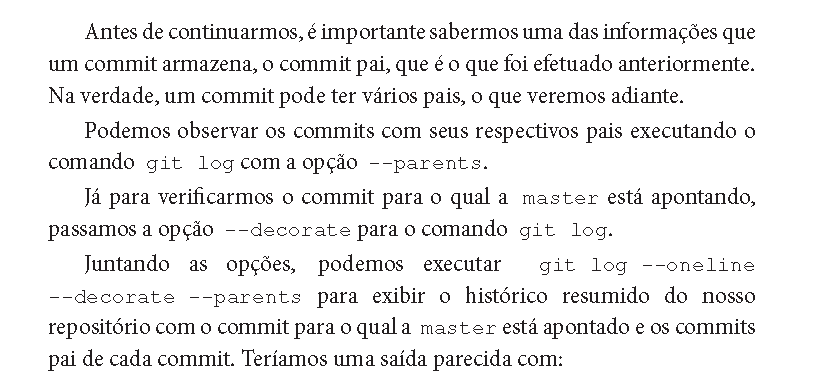 Antes de continuarmos, é importante sabermos uma das informações que
um commit armazena, o commit pai, que é o que foi efetuado anteriormente.
Na verdade, um commit pode ter vários pais, o que veremos adiante.
Podemos observar os commits com seus respectivos pais executando o
comando git log com a opção --parents.
Já para verificarmos o commit para o qual a master está apontando,
passamos a opção --decorate para o comando git log.
Juntando as opções, podemos executar git log --oneline
--decorate --parents para exibir o histórico resumido do nosso
repositório com o commit para o qual a master está apontado e os commits
pai de cada commit. Teríamos uma saída parecida com: